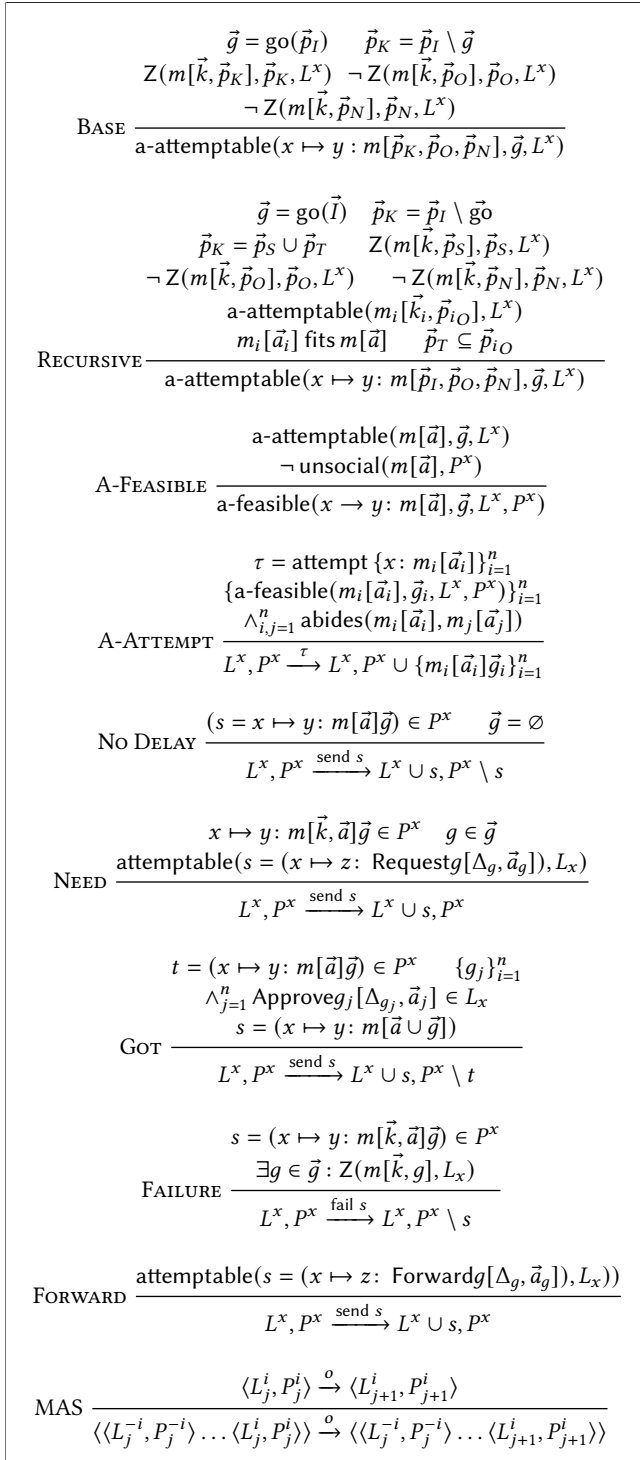 g⃗ = go(p⃗_I)   p⃗_K = p⃗_I \ g⃗
Z(m[k⃗, p⃗_K], p⃗_K, L^x)  ¬ Z(m[k⃗, p⃗_O], p⃗_O, L^x)
¬ Z(m[k⃗, p⃗_N], p⃗_N, L^x)
Base
a-attemptable(x ↦ y : m[p⃗_K, p⃗_O, p⃗_N], g⃗, L^x)
g⃗ = go(I⃗)   p⃗_K = p⃗_I \ g⃗o
p⃗_K = p⃗_S ∪ p⃗_T   Z(m[k⃗, p⃗_S], p⃗_S, L^x)
¬ Z(m[k⃗, p⃗_O], p⃗_O, L^x)   ¬ Z(m[k⃗, p⃗_N], p⃗_N, L^x)
a-attemptable(m_i[k⃗_i, p⃗_{i_O}], L^x)
m_i[a⃗_i] fits m[a⃗]   p⃗_T ⊆ p⃗_{i_O}
Recursive
a-attemptable(x ↦ y: m[p⃗_I, p⃗_O, p⃗_N], g⃗, L^x)
a-attemptable(m[a⃗], g⃗, L^x)
¬ unsocial(m[a⃗], P^x)
A-Feasible
a-feasible(x → y: m[a⃗], g⃗, L^x, P^x)
τ = attempt {x: m_i[a⃗_i]}_{i=1}^n
{a-feasible(m_i[a⃗_i], g⃗_i, L^x, P^x)}_{i=1}^n
∧_{i,j=1}^n abides(m_i[a⃗_i], m_j[a⃗_j])
A-Attempt
L^x, P^x —τ→ L^x, P^x ∪ {m_i[a⃗_i]g⃗_i}_{i=1}^n
(s = x ↦ y: m[a⃗]g⃗) ∈ P^x   g⃗ = ∅
No Delay
L^x, P^x —send s→ L^x ∪ s, P^x \ s
x ↦ y: m[k⃗, a⃗]g⃗ ∈ P^x   g ∈ g⃗
attemptable(s = (x ↦ z: Requestg[Δ_g, a⃗_g]), L_x)
Need
L^x, P^x —send s→ L^x ∪ s, P^x
t = (x ↦ y: m[a⃗]g⃗) ∈ P^x   {g_j}_{i=1}^n
∧_{j=1}^n Approveg_j[Δ_{g_j}, a⃗_j] ∈ L_x
s = (x ↦ y: m[a⃗ ∪ g⃗])
Got
L^x, P^x —send s→ L^x ∪ s, P^x \ t
s = (x ↦ y: m[k⃗, a⃗]g⃗) ∈ P^x
∃g ∈ g⃗ : Z(m[k⃗, g], L_x)
Failure
L^x, P^x —fail s→ L^x, P^x \ s
attemptable(s = (x ↦ z: Forwardg[Δ_g, a⃗_g]), L_x))
Forward
L^x, P^x —send s→ L^x ∪ s, P^x
⟨L_j^i, P_j^i⟩ —o→ ⟨L_{j+1}^i, P_{j+1}^i⟩
MAS
⟨⟨L_j^{-i}, P_j^{-i}⟩ ... ⟨L_j^i, P_j^i⟩⟩ —o→ ⟨⟨L_j^{-i}, P_j^{-i}⟩ ... ⟨L_{j+1}^i, P_{j+1}^i⟩⟩